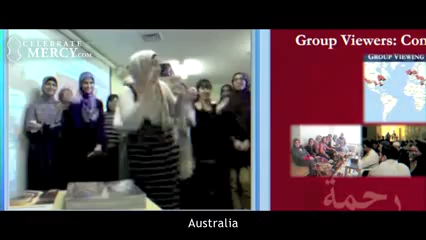 CELEBRATE
MERCY.COM
Group Viewers: Con
GROUP VIEWING
رحمة
Australia